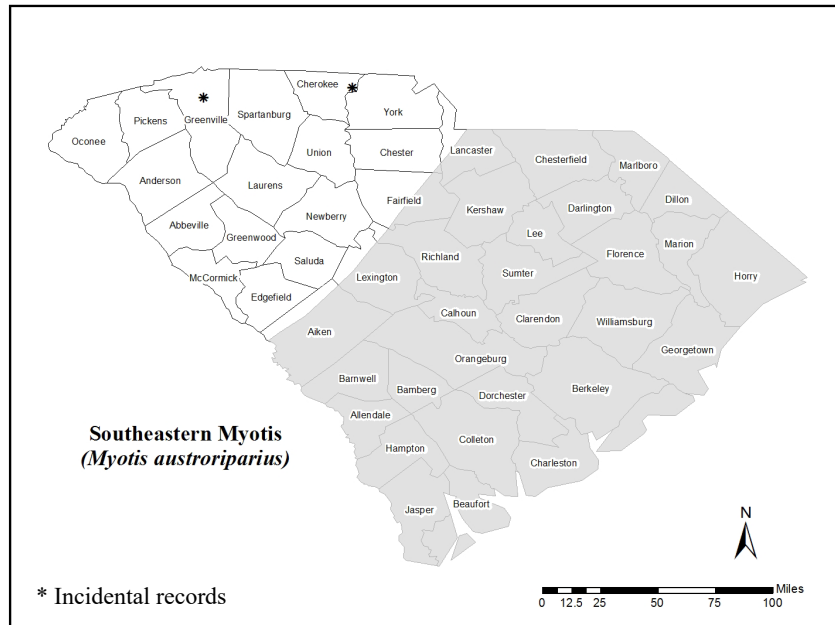 Cherokee
York
Pickens
Greenville
Spartanburg
Oconee
Union
Chester
Lancaster
Chesterfield
Marlboro
Anderson
Laurens
Fairfield
Dillon
Kershaw
Darlington
Abbeville
Newberry
Lee
Marion
Greenwood
Richland
Florence
McCormick
Saluda
Lexington
Sumter
Horry
Edgefield
Calhoun
Clarendon
Williamsburg
Aiken
Georgetown
Orangeburg
Barnwell
Bamberg
Dorchester
Berkeley
Allendale
Southeastern Myotis
(Myotis austroriparius)
Hampton
Colleton
Charleston
Jasper
Beaufort
N
* Incidental records
Miles
0 12.5 25 50 75 100